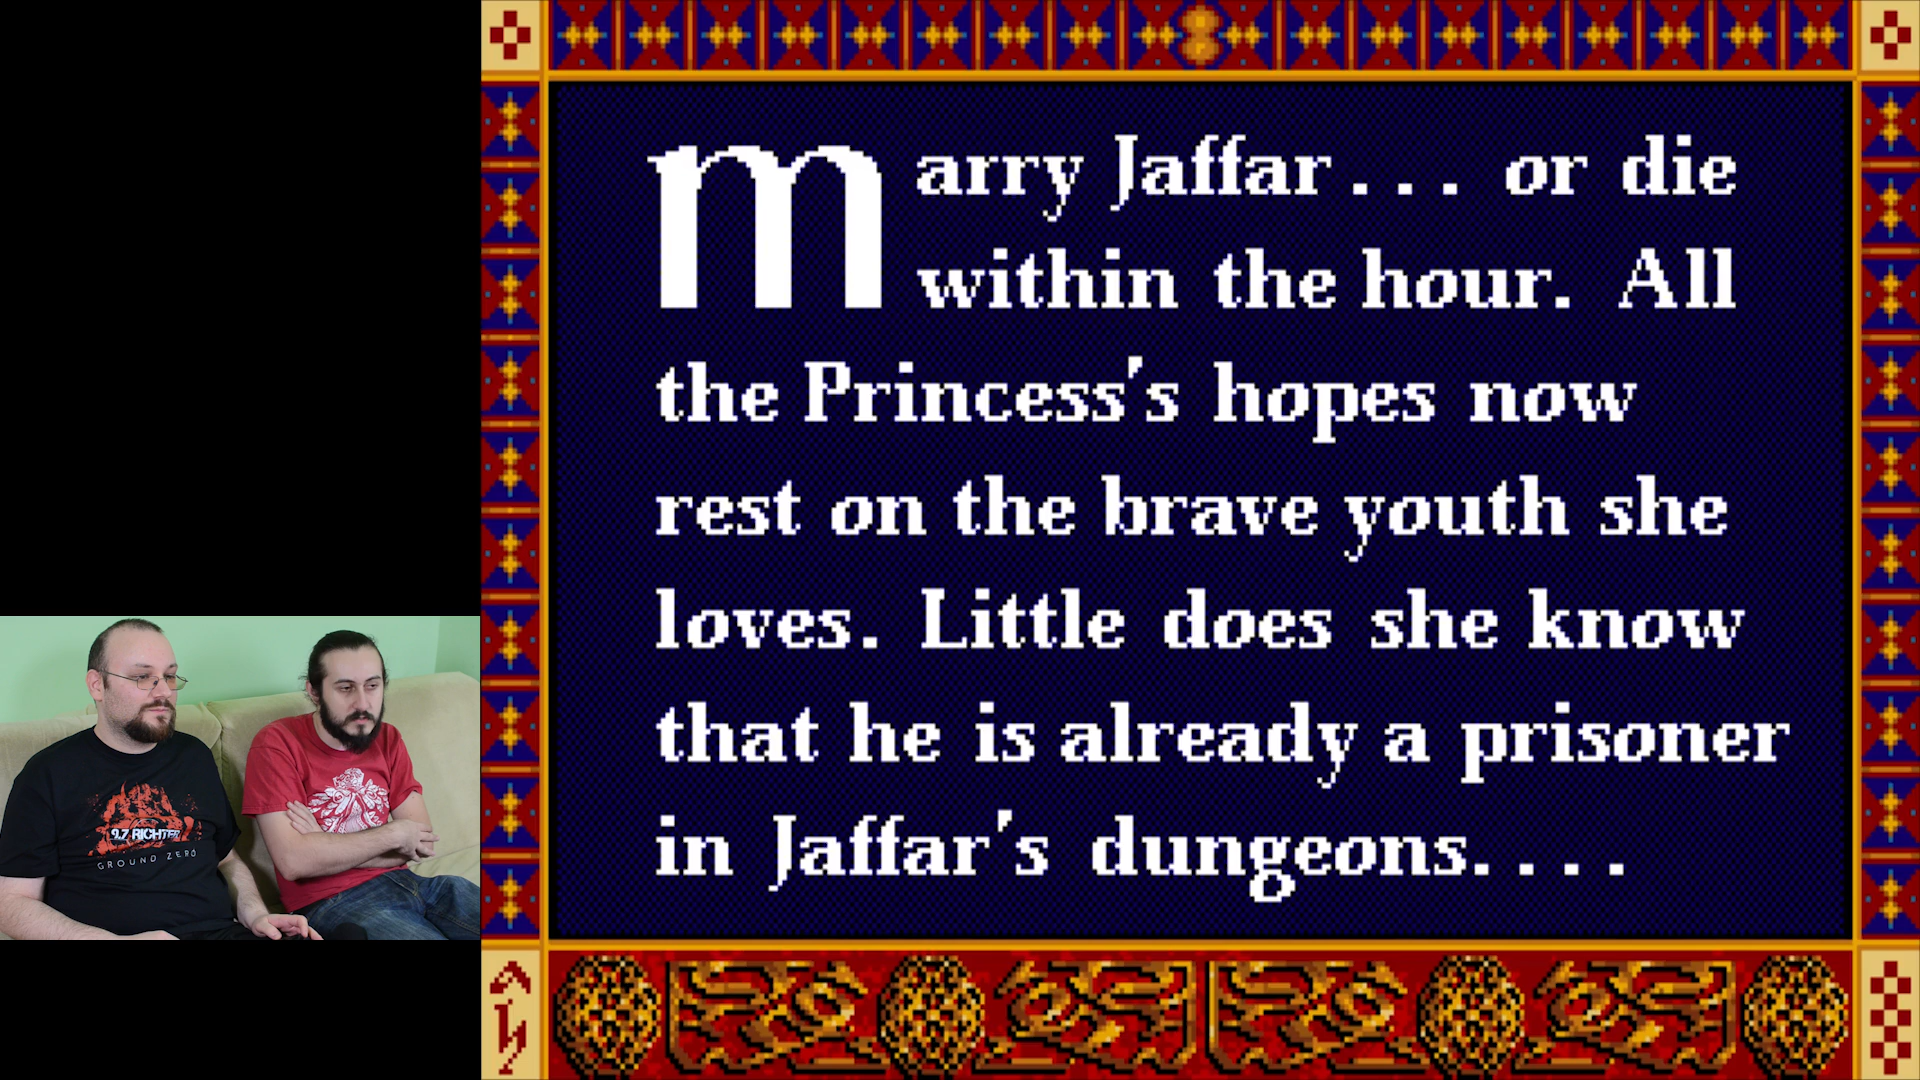 Marry Jaffar... or die
within the hour. All
the Princess's hopes now
rest on the brave youth she
loves. Little does she know
that he is already a prisoner
in Jaffar's dungeons....
9.7 RICHTER
GROUND ZERO